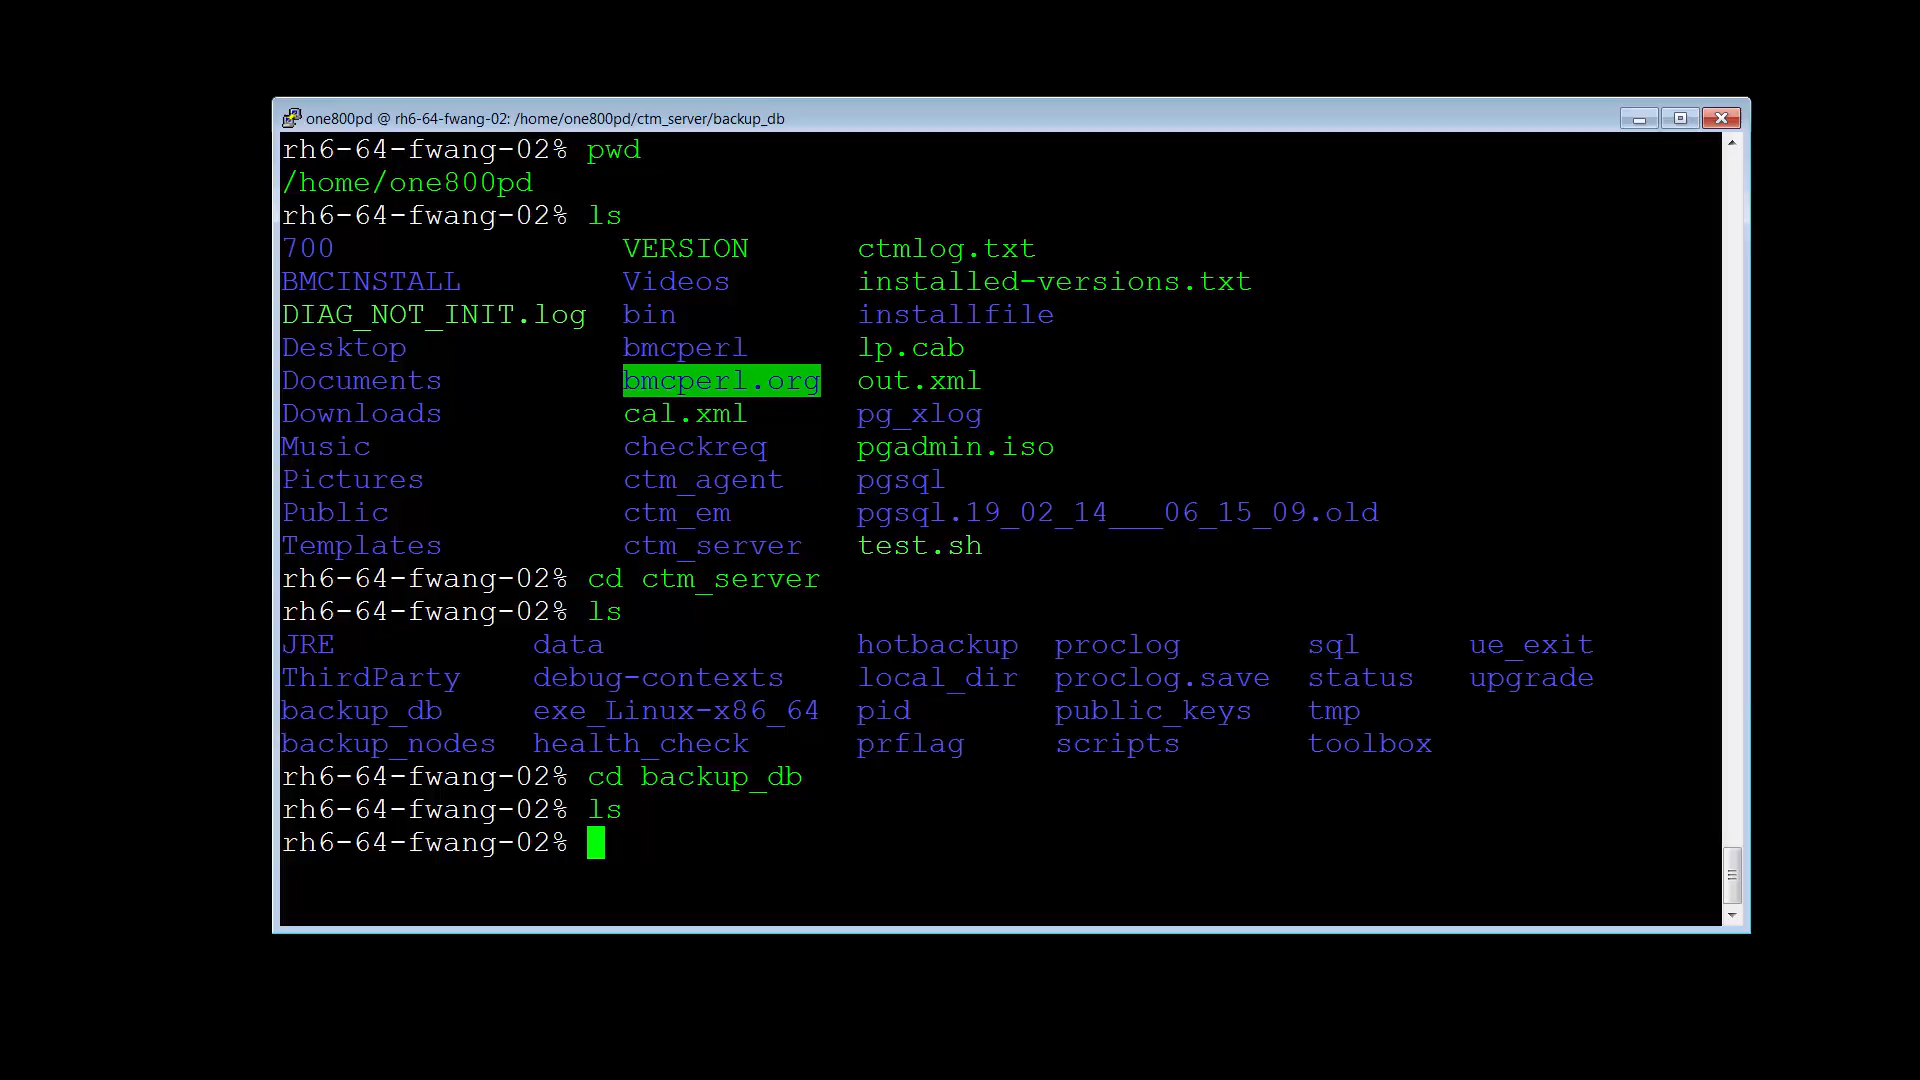 one800pd @ rh6-64-fwang-02: /home/one800pd/ctm_server/backup_db
rh6-64-fwang-02% pwd
/home/one800pd
rh6-64-fwang-02% ls
700 VERSION ctmlog.txt
BMCINSTALL Videos installed-versions.txt
DIAG_NOT_INIT.log bin installfile
Desktop bmcperl lp.cab
Documents bmcperl.org out.xml
Downloads cal.xml pg_xlog
Music checkreq pgadmin.iso
Pictures ctm_agent pgsql
Public ctm_em pgsql.19_02_14___06_15_09.old
Templates ctm_server test.sh
rh6-64-fwang-02% cd ctm_server
rh6-64-fwang-02% ls
JRE data hotbackup proclog sql ue_exit
ThirdParty debug-contexts local_dir proclog.save status upgrade
backup_db exe_Linux-x86_64 pid public_keys tmp
backup_nodes health_check prflag scripts toolbox
rh6-64-fwang-02% cd backup_db
rh6-64-fwang-02% ls
rh6-64-fwang-02%